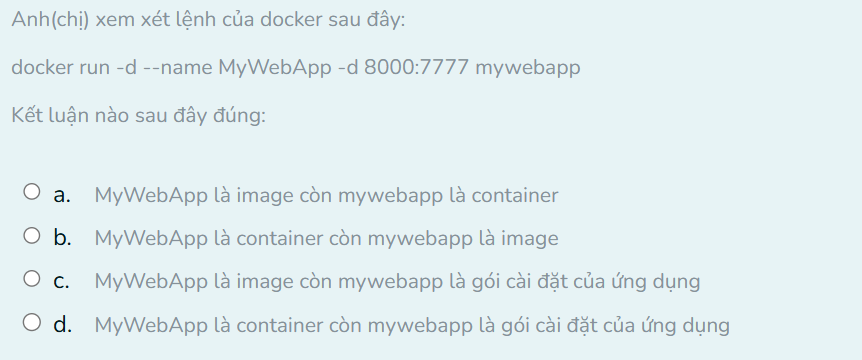 Anh(chị) xem xét lệnh của docker sau đây:
docker run -d --name MyWebApp -d 8000:7777 mywebapp
Kết luận nào sau đây đúng:
a. MyWebApp là image còn mywebapp là container
b. MyWebApp là container còn mywebapp là image
c. MyWebApp là image còn mywebapp là gói cài đặt của ứng dụng
d. MyWebApp là container còn mywebapp là gói cài đặt của ứng dụng